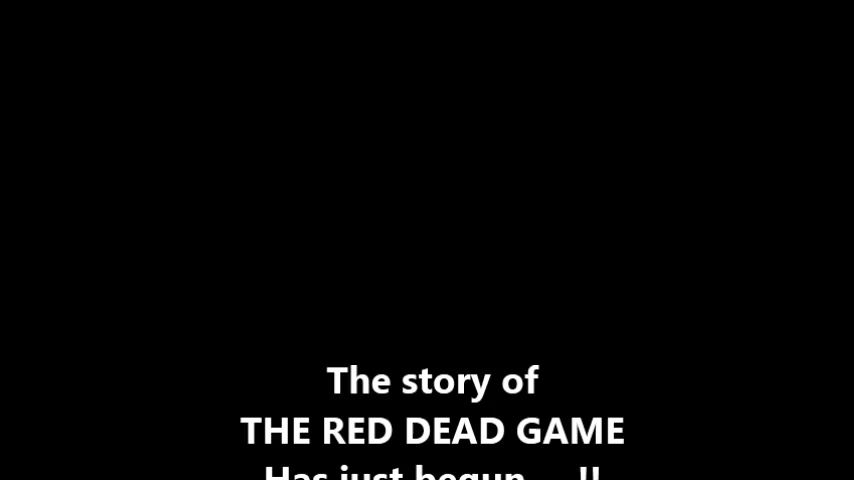 The story of
THE RED DEAD GAME
Has just begun....!!